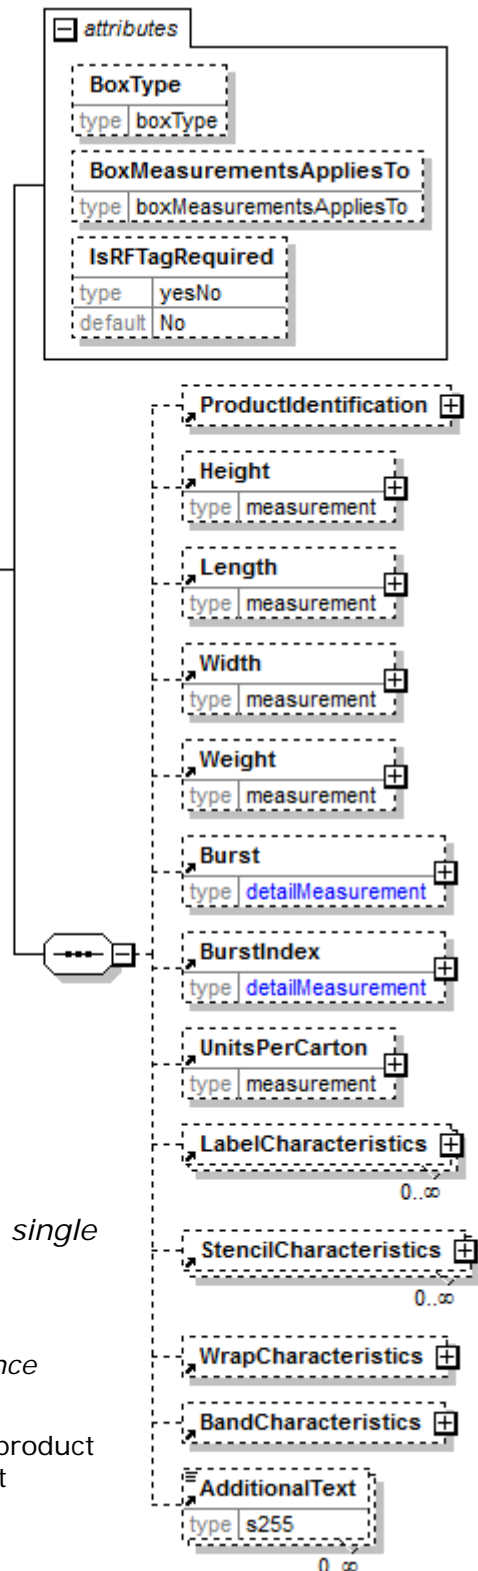 attributes
BoxType
type boxType
BoxMeasurementsAppliesTo
type boxMeasurementsAppliesTo
IsRFTagRequired
type yesNo
default No
ProductIdentification
Height
type measurement
Length
type measurement
Width
type measurement
Weight
type measurement
Burst
type detailMeasurement
BurstIndex
type detailMeasurement
UnitsPerCarton
type measurement
LabelCharacteristics
0..∞
single
StencilCharacteristics
0..∞
nce
WrapCharacteristics
product
BandCharacteristics
t
AdditionalText
type s255
0..∞